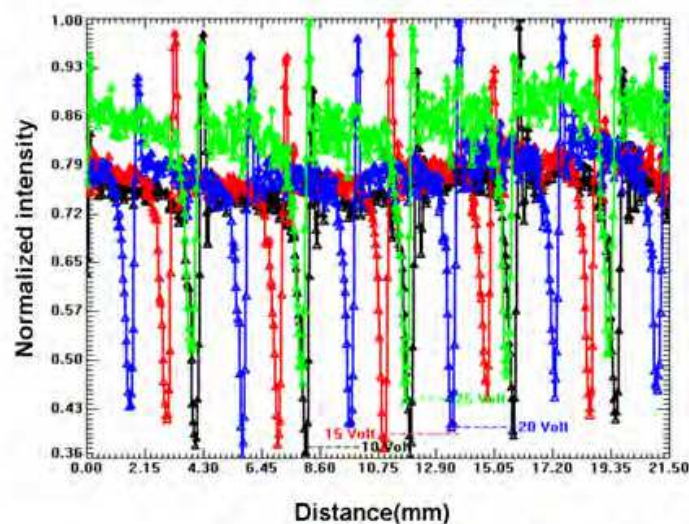 1.00
0.93
0.86
0.79
0.72
0.65
0.57
0.50
0.43
0.36
Normalized intensity
25 Volt
20 Volt
15 Volt
10 Volt
0.00 2.15 4.30 6.45 8.60 10.75 12.90 15.05 17.20 19.35 21.50
Distance(mm)